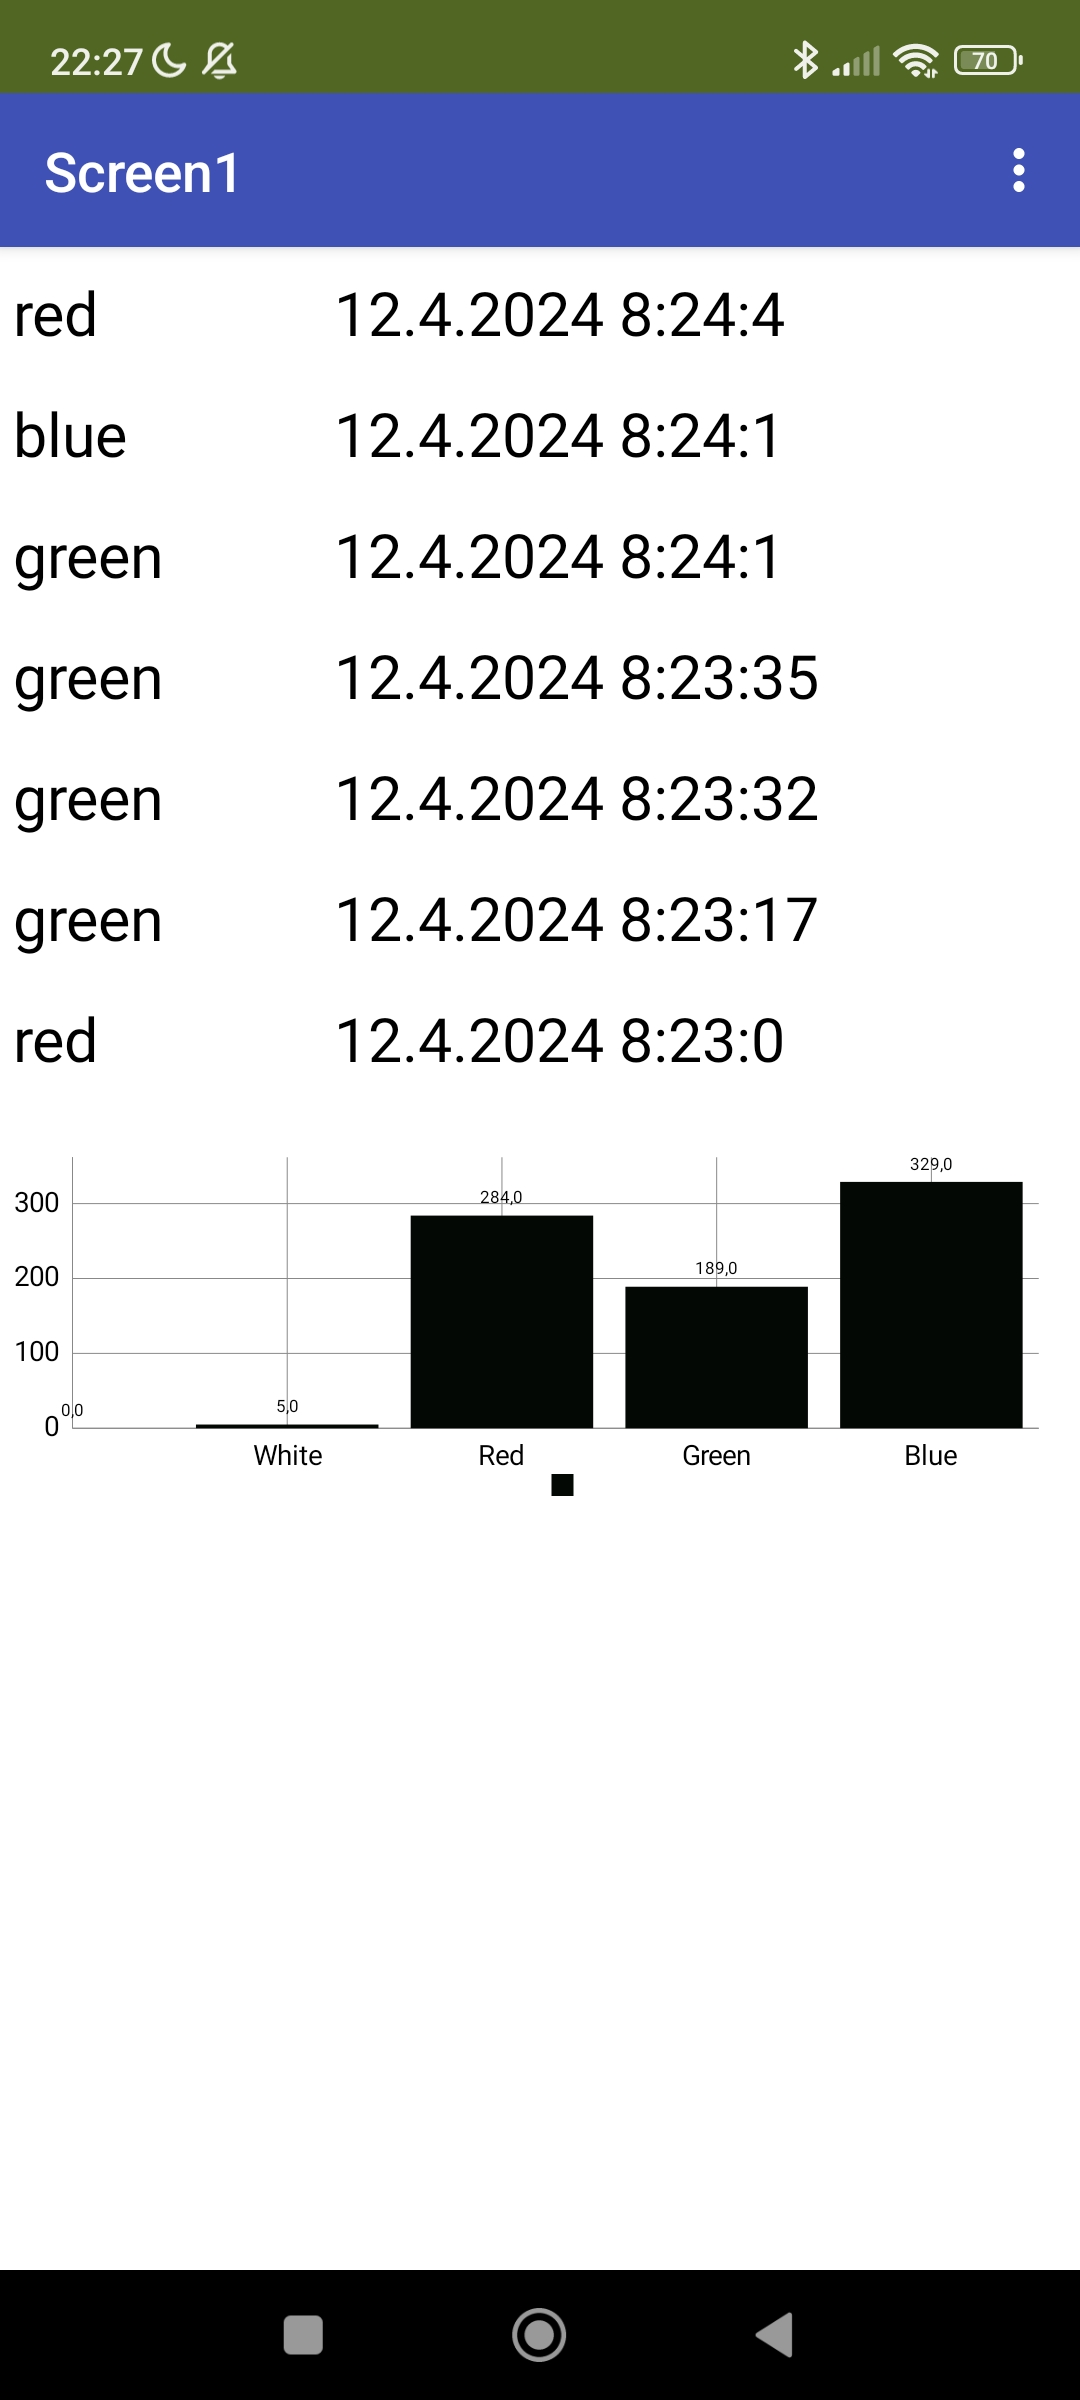 22:27 70
Screen1
red 12.4.2024 8:24:4
blue 12.4.2024 8:24:1
green 12.4.2024 8:24:1
green 12.4.2024 8:23:35
green 12.4.2024 8:23:32
green 12.4.2024 8:23:17
red 12.4.2024 8:23:0
329,0
300
284,0
200
189,0
100
0,0
5,0
0
White Red Green Blue